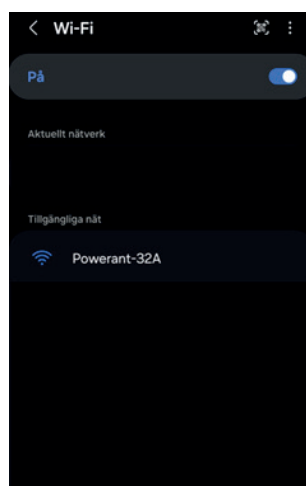 Wi-Fi
På
Aktuellt nätverk
Tillgängliga nät
Powerant-32A